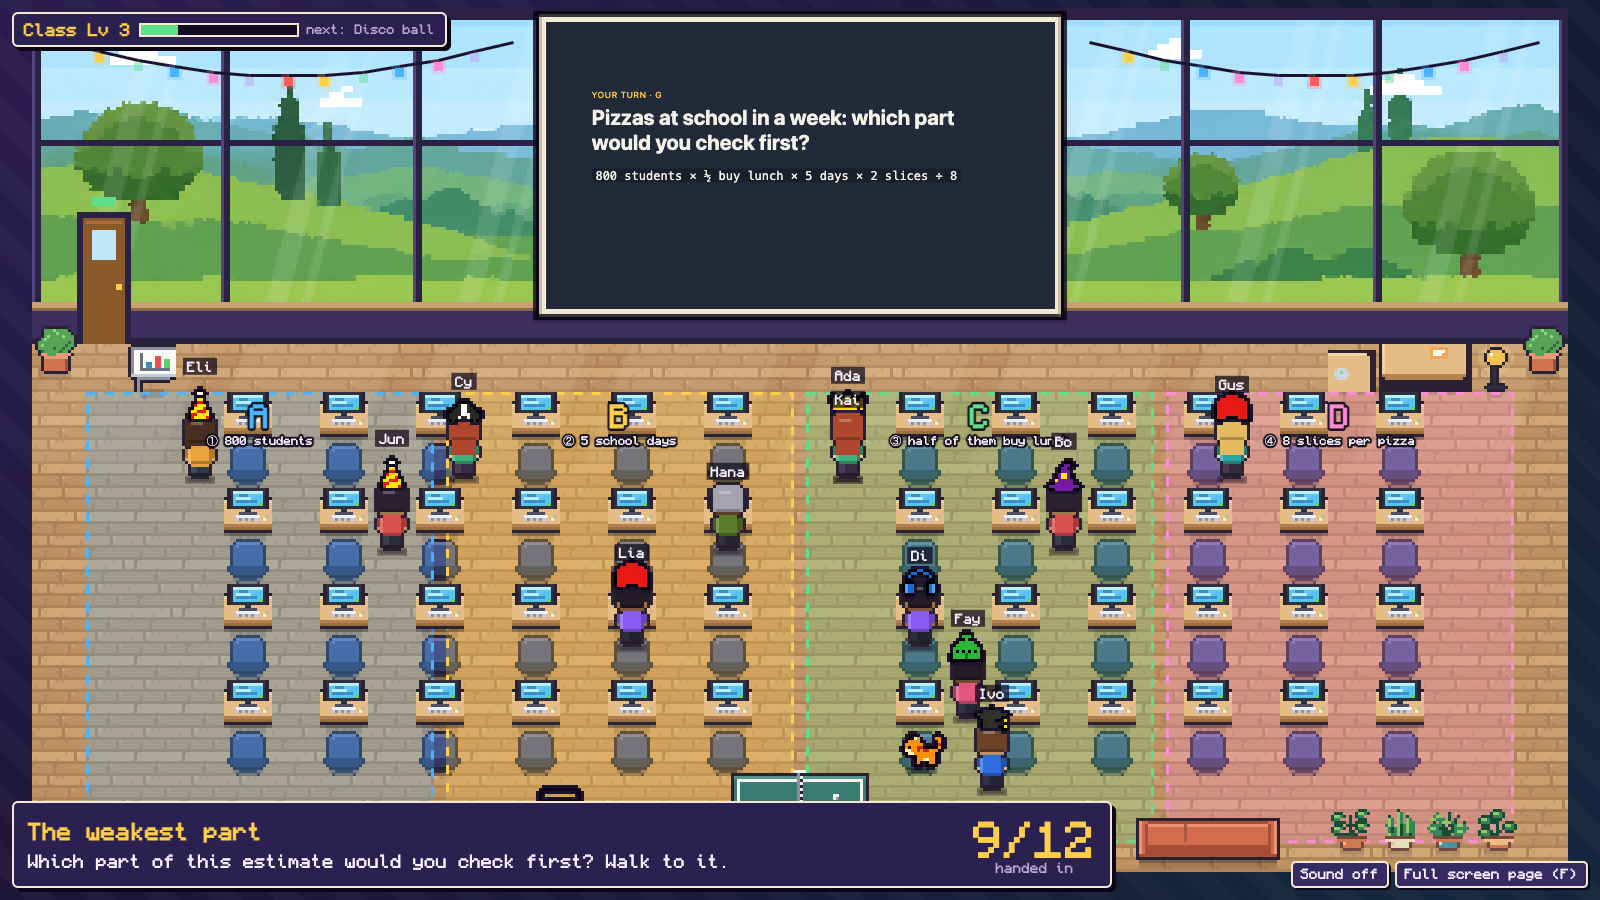 Class Lv 3
next: Disco ball
YOUR TURN · G
Pizzas at school in a week: which part
would you check first?
800 students × ½ buy lunch × 5 days × 2 slices ÷ 8
Eli
Cy
Ada
Kai
Gus
A
① 800 students
Jun
B
② 5 school days
C
③ half of them buy lun
Bo
D
④ 8 slices per pizza
Hana
Lia
Di
Fay
Ivo
The weakest part
Which part of this estimate would you check first? Walk to it.
9/12
handed in
Sound off
Full screen page (F)